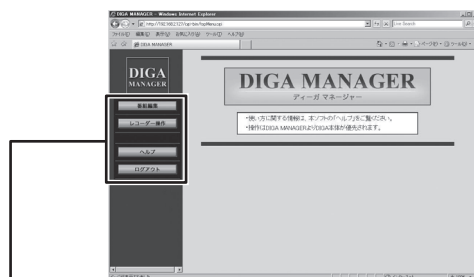 DIGA MANAGER - Windows Internet Explorer
Live Search
DIGA MANAGER
DIGA
MANAGER
番組編集
レコーダー操作
ヘルプ
ログアウト
DIGA MANAGER
ディーガ マネージャー
・使い方に関する情報は、本ソフトの「ヘルプ」をご覧ください。
・操作はDIGA MANAGERよりDIGA本体が優先されます。